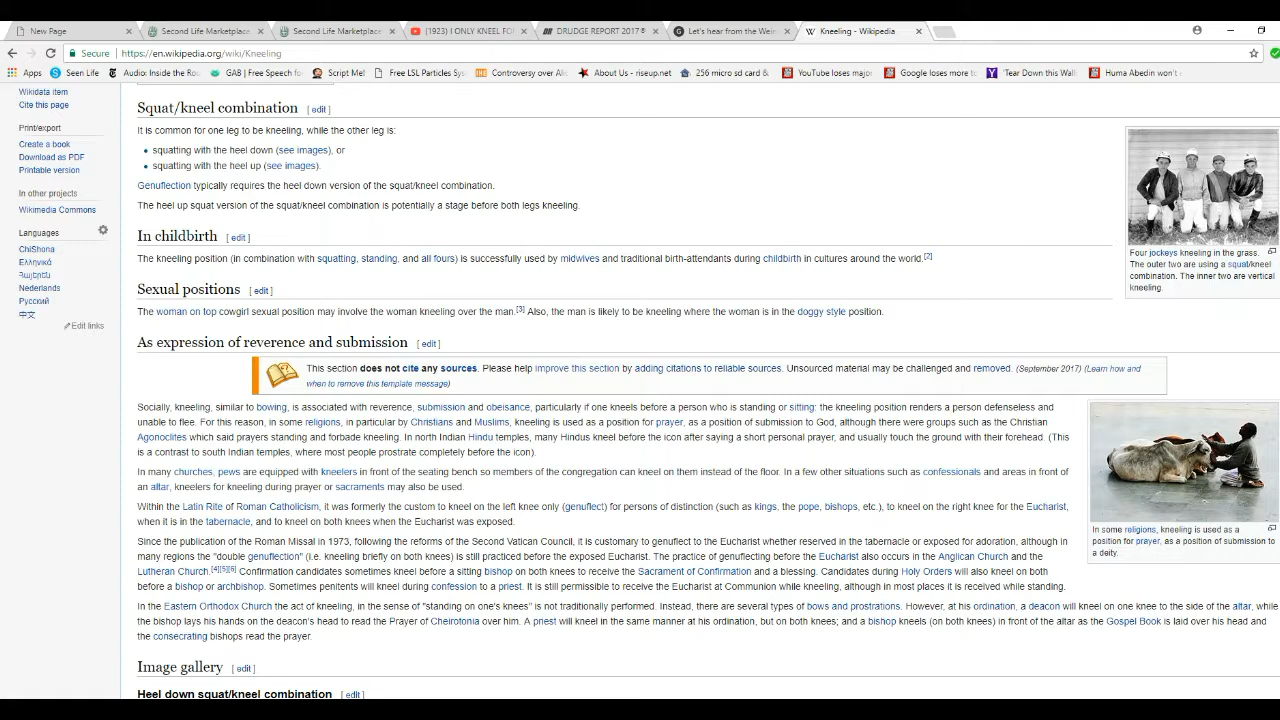 New Page
Second Life Marketplace
Second Life Marketplace
(1923) I ONLY KNEEL FO
DRUDGE REPORT 2017®
Let's hear from the Wei
Kneeling - Wikipedia
Secure https://en.wikipedia.org/wiki/Kneeling
Apps
Seen Life
Audio: Inside the Ro
GAB | Free Speech fo
Script Me!
Free LSL Particles Sys
Controversy over Al
About Us - riseup.net
256 micro sd card &
YouTube loses major
Google loses more to
'Tear Down this Wall
Huma Abedin won't
Wikidata item
Cite this page
Print/export
Create a book
Download as PDF
Printable version
In other projects
Wikimedia Commons
Languages
ChiShona
Ελληνικά
Հայերեն
Nederlands
Русский
中文
Edit links
Squat/kneel combination [ edit ]
It is common for one leg to be kneeling, while the other leg is:
• squatting with the heel down (see images), or
• squatting with the heel up (see images).
Genuflection typically requires the heel down version of the squat/kneel combination.
The heel up squat version of the squat/kneel combination is potentially a stage before both legs kneeling.
Four jockeys kneeling in the grass.
The outer two are using a squat/kneel
combination. The inner two are vertical
kneeling.
In childbirth [ edit ]
The kneeling position (in combination with squatting, standing, and all fours) is successfully used by midwives and traditional birth-attendants during childbirth in cultures around the world.[2]
Sexual positions [ edit ]
The woman on top cowgirl sexual position may involve the woman kneeling over the man.[3] Also, the man is likely to be kneeling where the woman is in the doggy style position.
As expression of reverence and submission [ edit ]
This section does not cite any sources. Please help improve this section by adding citations to reliable sources. Unsourced material may be challenged and removed. (September 2017) (Learn how and
when to remove this template message)
Socially, kneeling, similar to bowing, is associated with reverence, submission and obeisance, particularly if one kneels before a person who is standing or sitting: the kneeling position renders a person defenseless and
unable to flee. For this reason, in some religions, in particular by Christians and Muslims, kneeling is used as a position for prayer, as a position of submission to God, although there were groups such as the Christian
Agonoclites which said prayers standing and forbade kneeling. In north Indian Hindu temples, many Hindus kneel before the icon after saying a short personal prayer, and usually touch the ground with their forehead. (This
is a contrast to south Indian temples, where most people prostrate completely before the icon).
In many churches, pews are equipped with kneelers in front of the seating bench so members of the congregation can kneel on them instead of the floor. In a few other situations such as confessionals and areas in front of
an altar, kneelers for kneeling during prayer or sacraments may also be used.
Within the Latin Rite of Roman Catholicism, it was formerly the custom to kneel on the left knee only (genuflect) for persons of distinction (such as kings, the pope, bishops, etc.), to kneel on the right knee for the Eucharist,
when it is in the tabernacle, and to kneel on both knees when the Eucharist was exposed.
In some religions, kneeling is used as a
position for prayer, as a position of submission to
a deity.
Since the publication of the Roman Missal in 1973, following the reforms of the Second Vatican Council, it is customary to genuflect to the Eucharist whether reserved in the tabernacle or exposed for adoration, although in
many regions the "double genuflection" (i.e. kneeling briefly on both knees) is still practiced before the exposed Eucharist. The practice of genuflecting before the Eucharist also occurs in the Anglican Church and the
Lutheran Church.[4][5][6] Confirmation candidates sometimes kneel before a sitting bishop on both knees to receive the Sacrament of Confirmation and a blessing. Candidates during Holy Orders will also kneel on both
before a bishop or archbishop. Sometimes penitents will kneel during confession to a priest. It is still permissible to receive the Eucharist at Communion while kneeling, although in most places it is received while standing.
In the Eastern Orthodox Church the act of kneeling, in the sense of "standing on one's knees" is not traditionally performed. Instead, there are several types of bows and prostrations. However, at his ordination, a deacon will kneel on one knee to the side of the altar, while
the bishop lays his hands on the deacon's head to read the Prayer of Cheirotonia over him. A priest will kneel in the same manner at his ordination, but on both knees; and a bishop kneels (on both knees) in front of the altar as the Gospel Book is laid over his head and
the consecrating bishops read the prayer.
Image gallery [ edit ]
Heel down squat/kneel combination [ edit ]